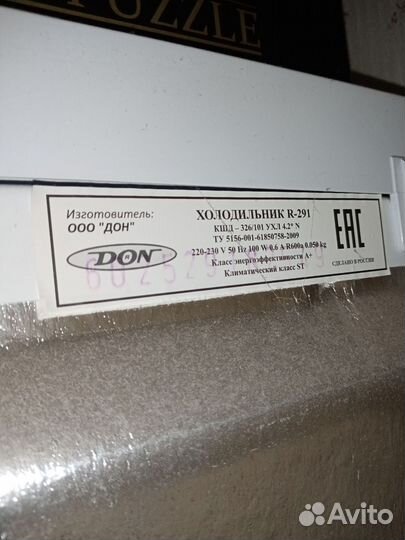 PUZZLE
Изготовитель:
ООО "ДОН"
DON
ХОЛОДИЛЬНИК R-291
КШД – 326/101 УХЛ 4.2* N
ТУ 5156-001-61850758-2009
220-230 V 50 Hz 100 W 0,6 A R600a 0.050 kg
Класс энергоэффективности А+
Климатический класс ST
EAC
СДЕЛАНО В РОССИИ
Avito